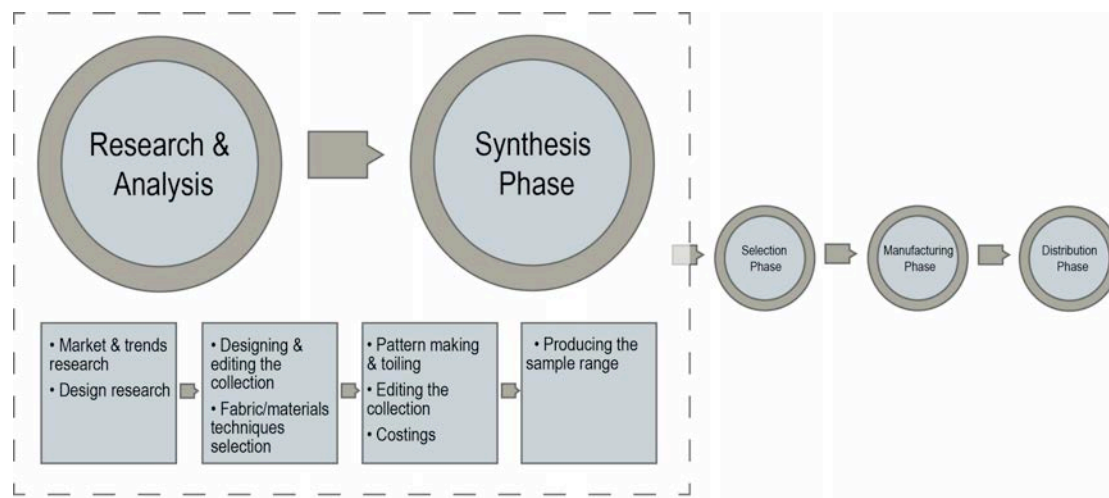 Research &
Analysis
Synthesis
Phase
Selection
Phase
Manufacturing
Phase
Distribution
Phase
• Market & trends
research
• Design research
• Designing &
editing the
collection
• Fabric/materials
techniques
selection
• Pattern making
& toiling
• Editing the
collection
• Costings
• Producing the
sample range